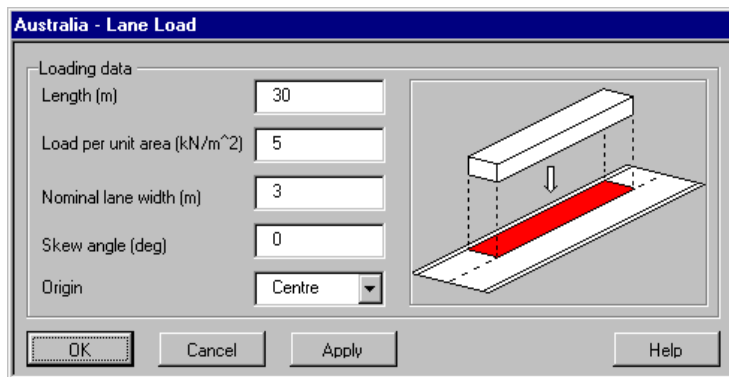 Australia - Lane Load
Loading data
Length (m) 30
Load per unit area (kN/m^2) 5
Nominal lane width (m) 3
Skew angle (deg) 0
Origin Centre
OK Cancel Apply Help